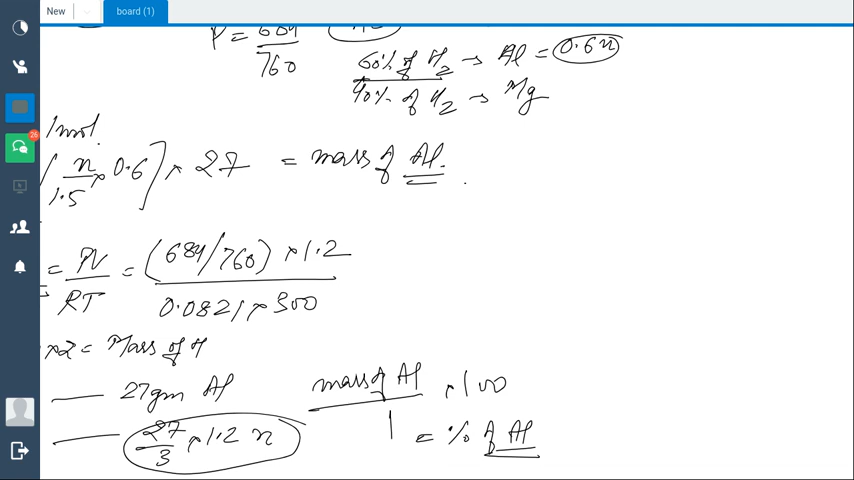 New board (1)
P = 684/760
60% of H2 → Al = 0.6n
40% of H2 → Mg
26
1 mol.
[n/1.5 × 0.6] × 27 = mass of Al.
= PV/RT = (684/760) × 1.2 / 0.0821 × 300
×2 = Mass of H
27gm Al
27/3 × 1.2 n
mass of Al / 1 × 100
= % of Al